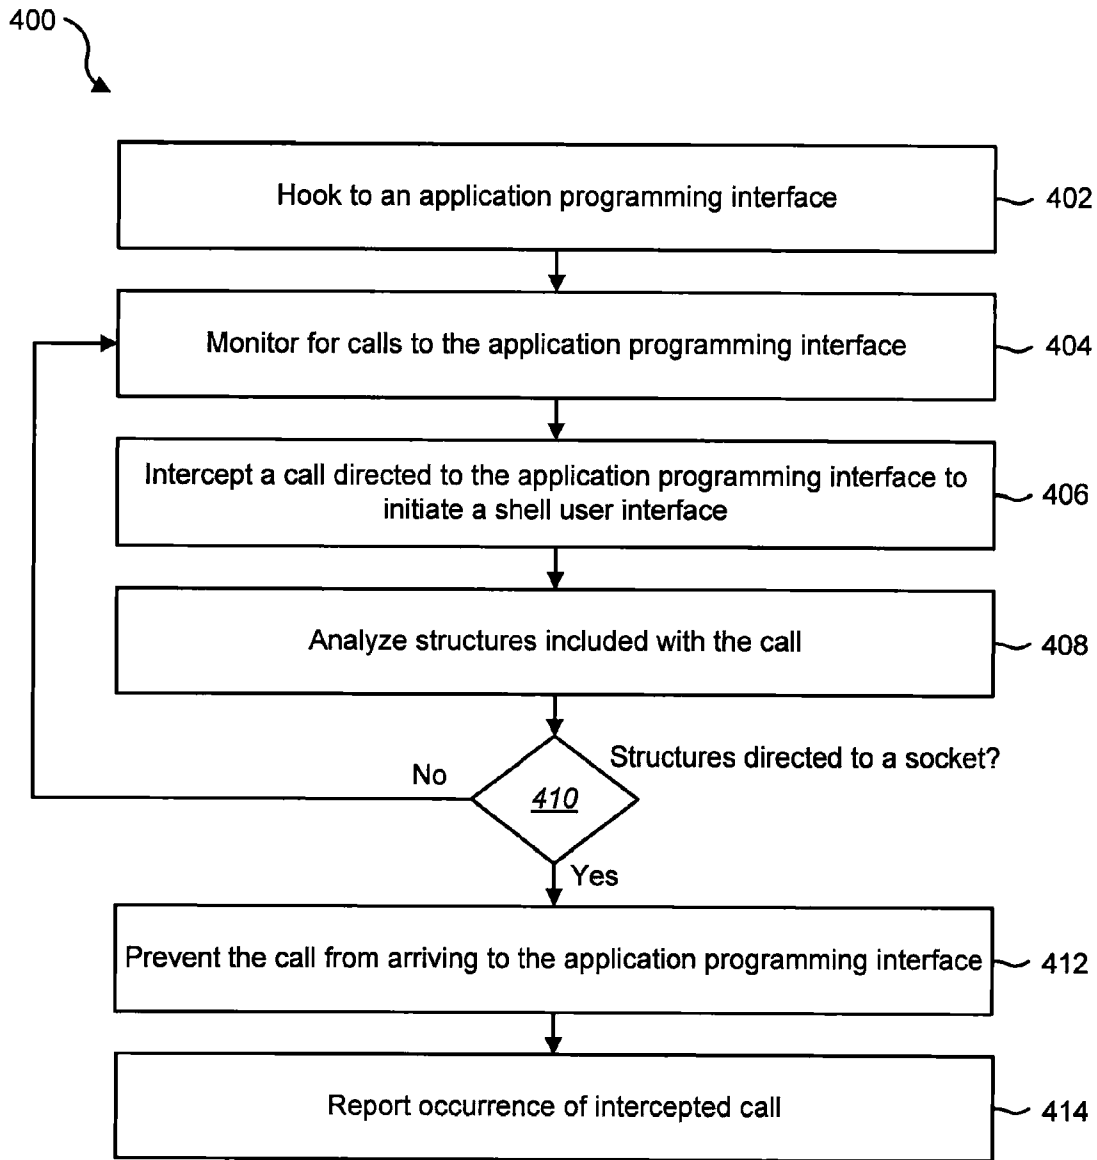 400
Hook to an application programming interface
402
Monitor for calls to the application programming interface
404
Intercept a call directed to the application programming interface to
initiate a shell user interface
406
Analyze structures included with the call
408
Structures directed to a socket?
No
410
Yes
Prevent the call from arriving to the application programming interface
412
Report occurrence of intercepted call
414